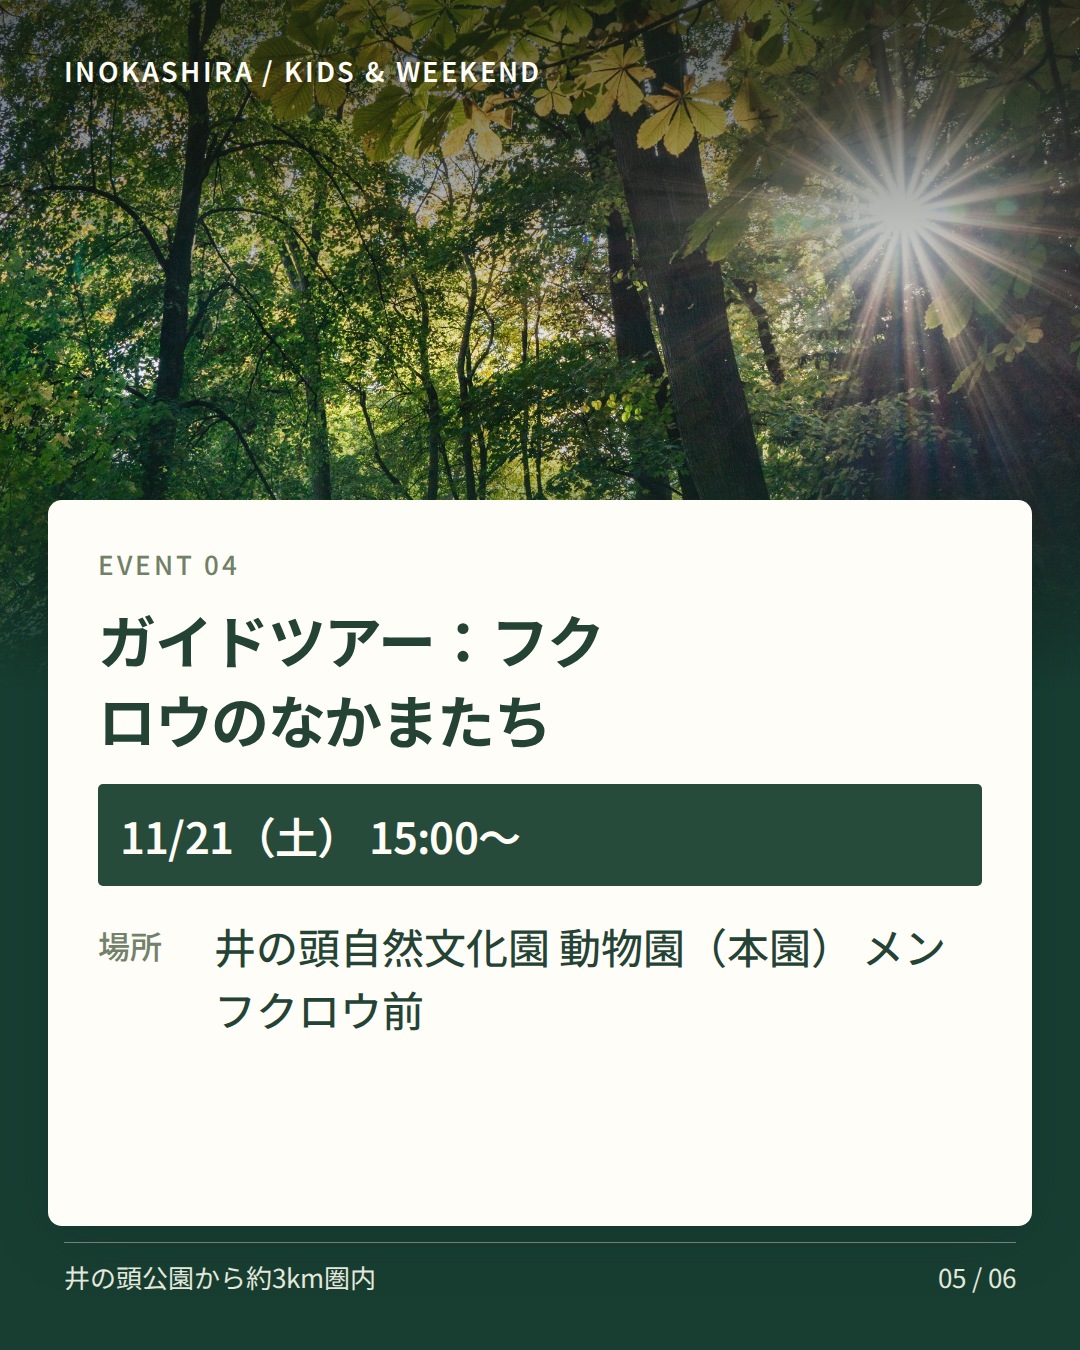 INOKASHIRA / KIDS & WEEKEND
EVENT 04
ガイドツアー：フク
ロウのなかまたち
11/21（土） 15:00〜
場所 井の頭自然文化園 動物園（本園） メン
フクロウ前
井の頭公園から約3km圏内 05 / 06